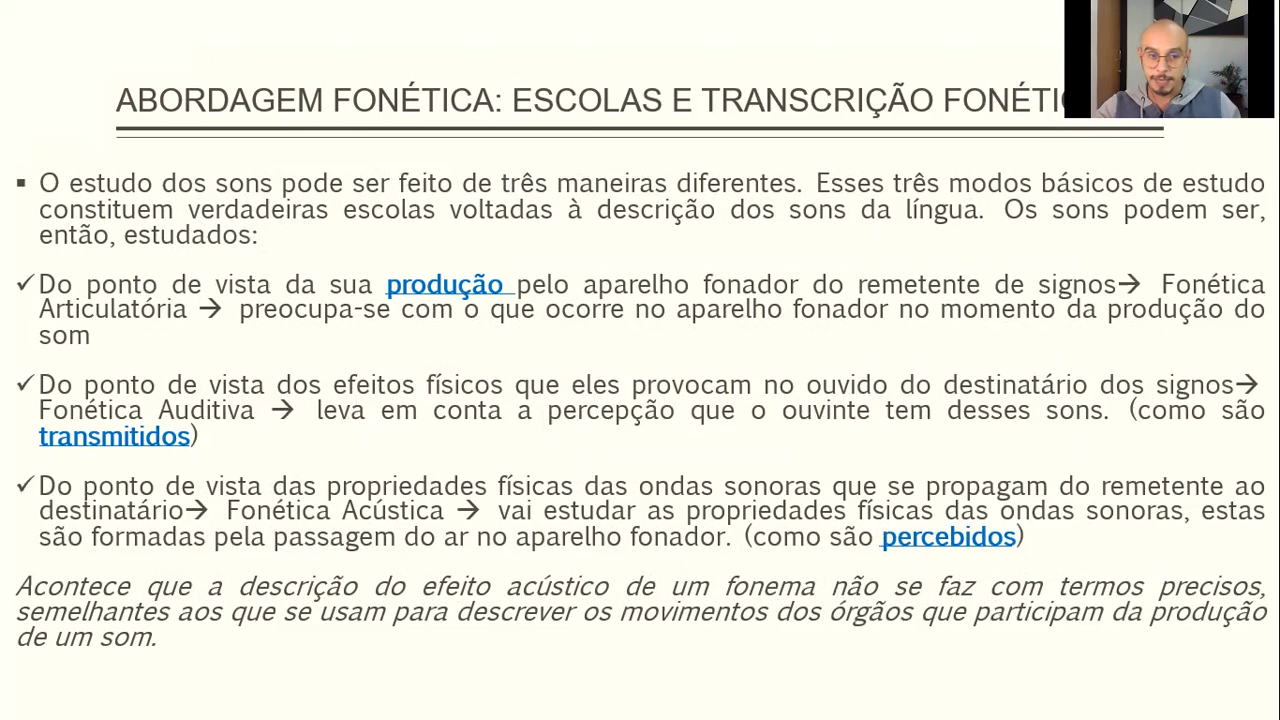 ABORDAGEM FONÉTICA: ESCOLAS E TRANSCRIÇÃO
▪ O estudo dos sons pode ser feito de três maneiras diferentes. Esses três modos básicos de estudo
constituem verdadeiras escolas voltadas à descrição dos sons da língua. Os sons podem ser,
então, estudados:
✓Do ponto de vista da sua produção pelo aparelho fonador do remetente de signos→ Fonética
Articulatória → preocupa-se com o que ocorre no aparelho fonador no momento da produção do
som
✓Do ponto de vista dos efeitos físicos que eles provocam no ouvido do destinatário dos signos→
Fonética Auditiva → leva em conta a percepção que o ouvinte tem desses sons. (como são
transmitidos)
✓Do ponto de vista das propriedades físicas das ondas sonoras que se propagam do remetente ao
destinatário→ Fonética Acústica → vai estudar as propriedades físicas das ondas sonoras, estas
são formadas pela passagem do ar no aparelho fonador. (como são percebidos)
Acontece que a descrição do efeito acústico de um fonema não se faz com termos precisos,
semelhantes aos que se usam para descrever os movimentos dos órgãos que participam da produção
de um som.